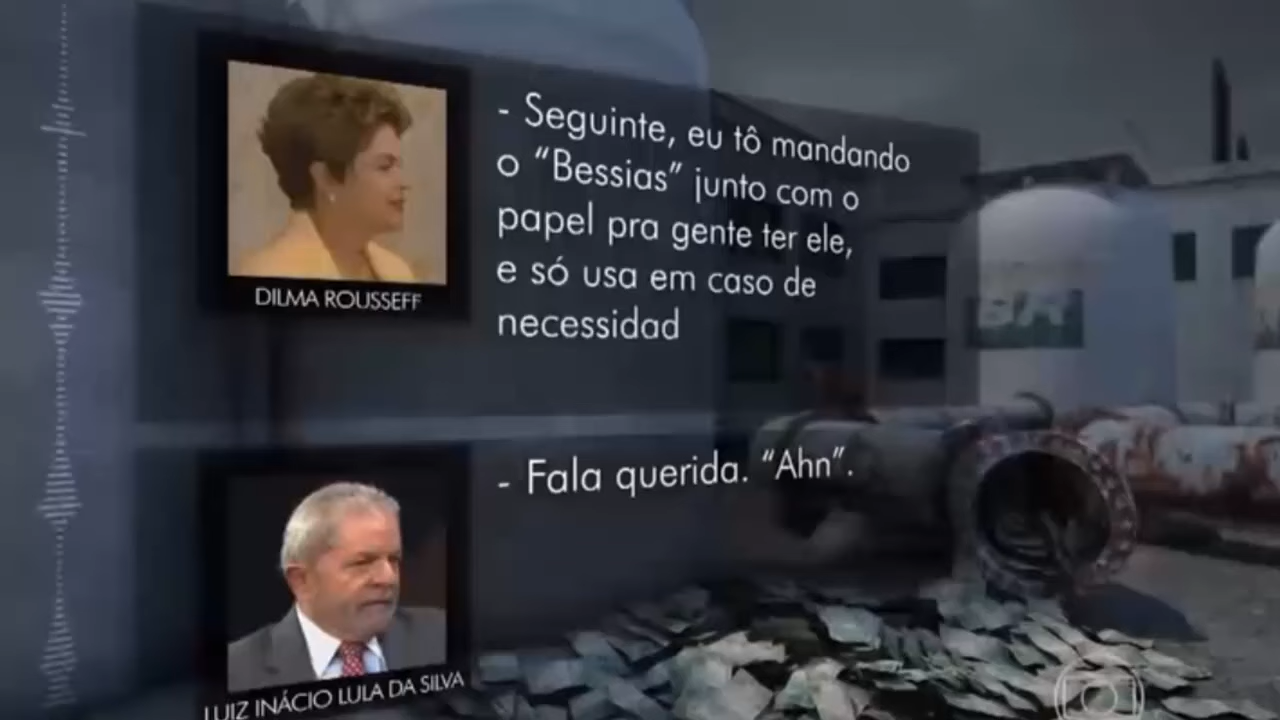 - Seguinte, eu tô mandando
o “Bessias” junto com o
papel pra gente ter ele,
e só usa em caso de
necessidad
DILMA ROUSSEFF
- Fala querida. “Ahn”.
LUIZ INÁCIO LULA DA SILVA
BR